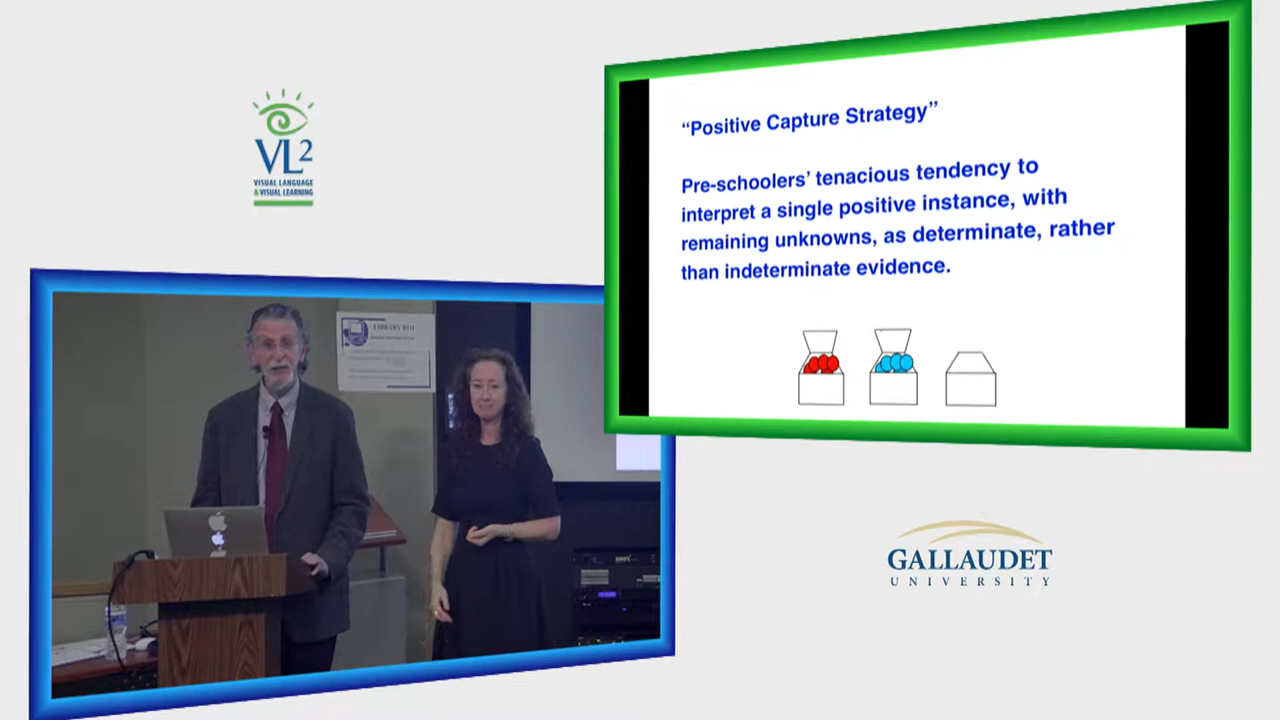 VL2
VISUAL LANGUAGE
& VISUAL LEARNING
“Positive Capture Strategy”
Pre-schoolers’ tenacious tendency to
interpret a single positive instance, with
remaining unknowns, as determinate, rather
than indeterminate evidence.
GALLAUDET
UNIVERSITY